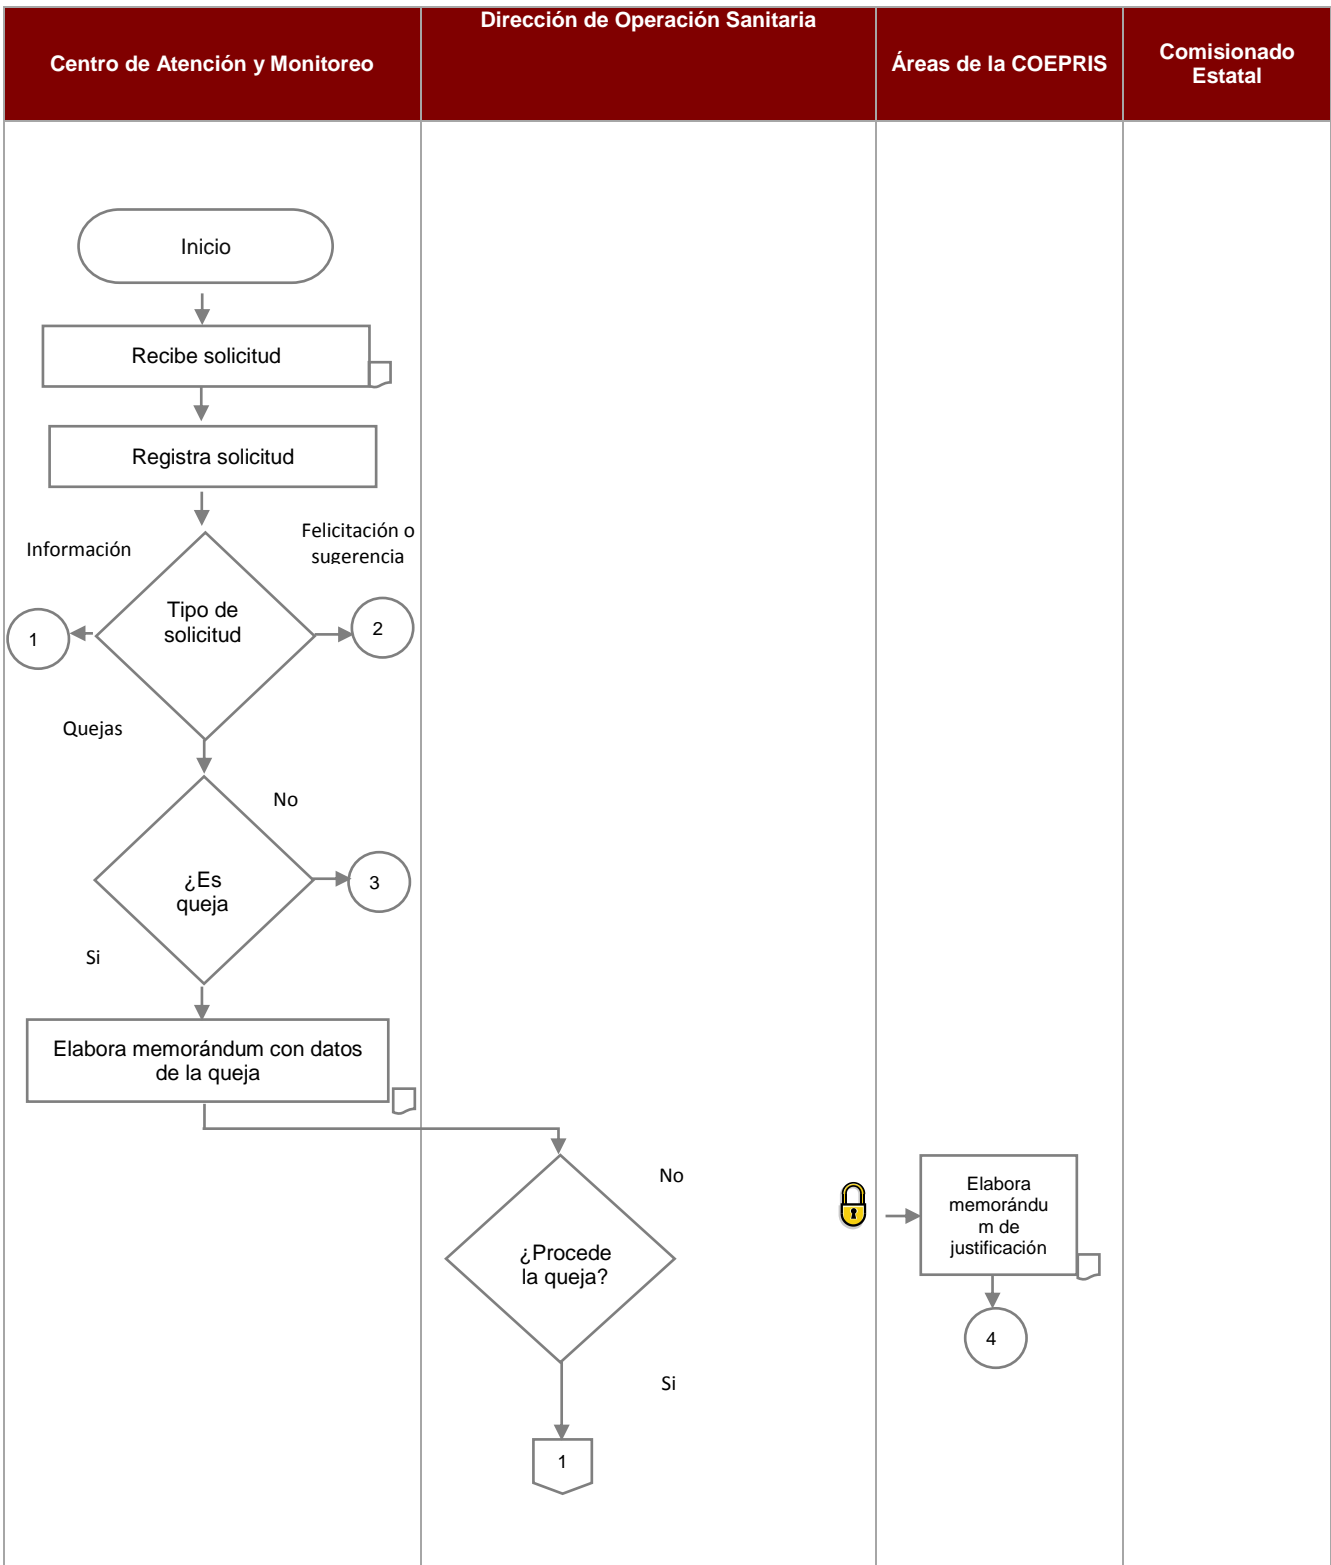 Centro de Atención y Monitoreo
Dirección de Operación Sanitaria
Áreas de la COEPRIS
Comisionado
Estatal
Inicio
Recibe solicitud
Registra solicitud
Información
Felicitación o
sugerencia
Tipo de
solicitud
1
2
Quejas
No
¿Es
queja
3
Si
Elabora memorándum con datos
de la queja
No
¿Procede
la queja?
Elabora
memorándu
m de
justificación
4
Si
1